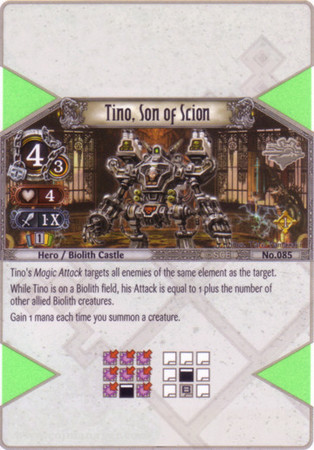 Tino, Son of Scion
4
3
4
1X
Hero / Biolith Castle
No.085
Tino's Magic Attack targets all enemies of the same element as the target.
While Tino is on a Biolith field, his Attack is equal to 1 plus the number of
other allied Biolith creatures.
Gain 1 mana each time you summon a creature.